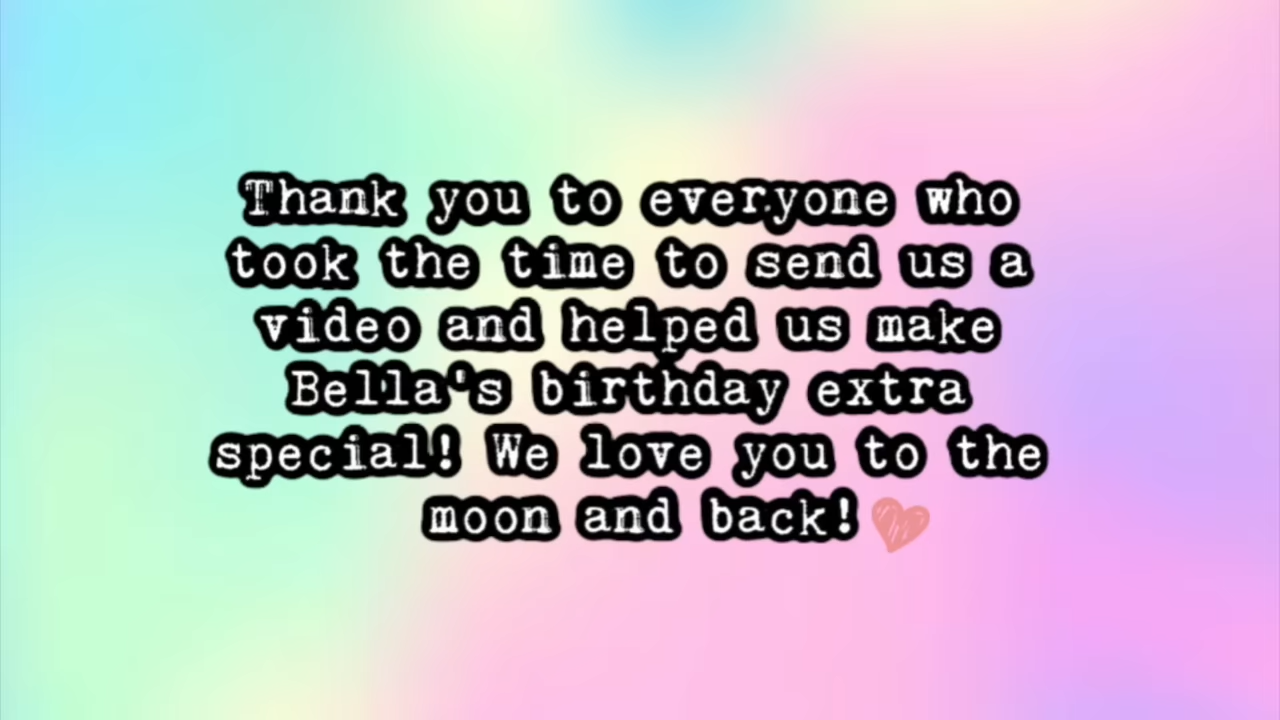 Thank you to everyone who
took the time to send us a
video and helped us make
Bella's birthday extra
special! We love you to the
moon and back!